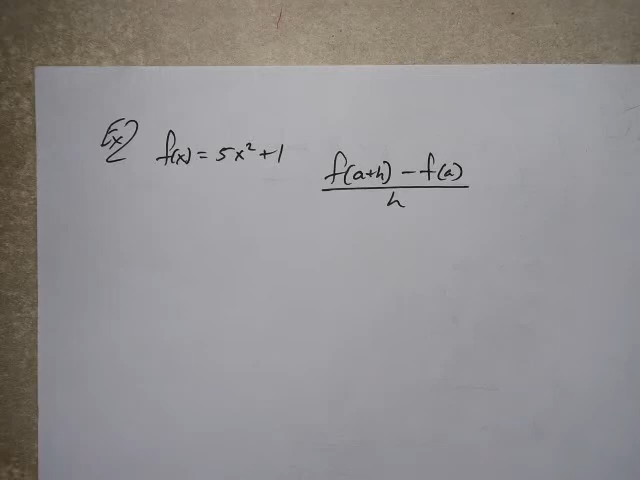 Ex) f(x) = 5x² + 1
f(a+h) - f(a)
h